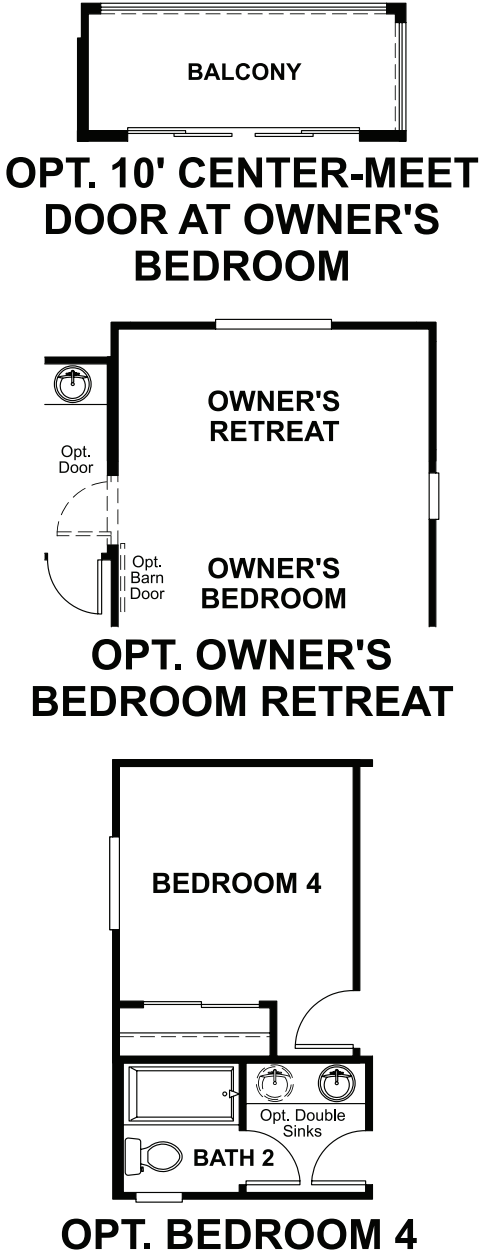 BALCONY
OPT. 10' CENTER-MEET
DOOR AT OWNER'S
BEDROOM
OWNER'S
RETREAT
Opt.
Door
Opt.
Barn
Door
OWNER'S
BEDROOM
OPT. OWNER'S
BEDROOM RETREAT
BEDROOM 4
Opt. Double
Sinks
BATH 2
OPT. BEDROOM 4